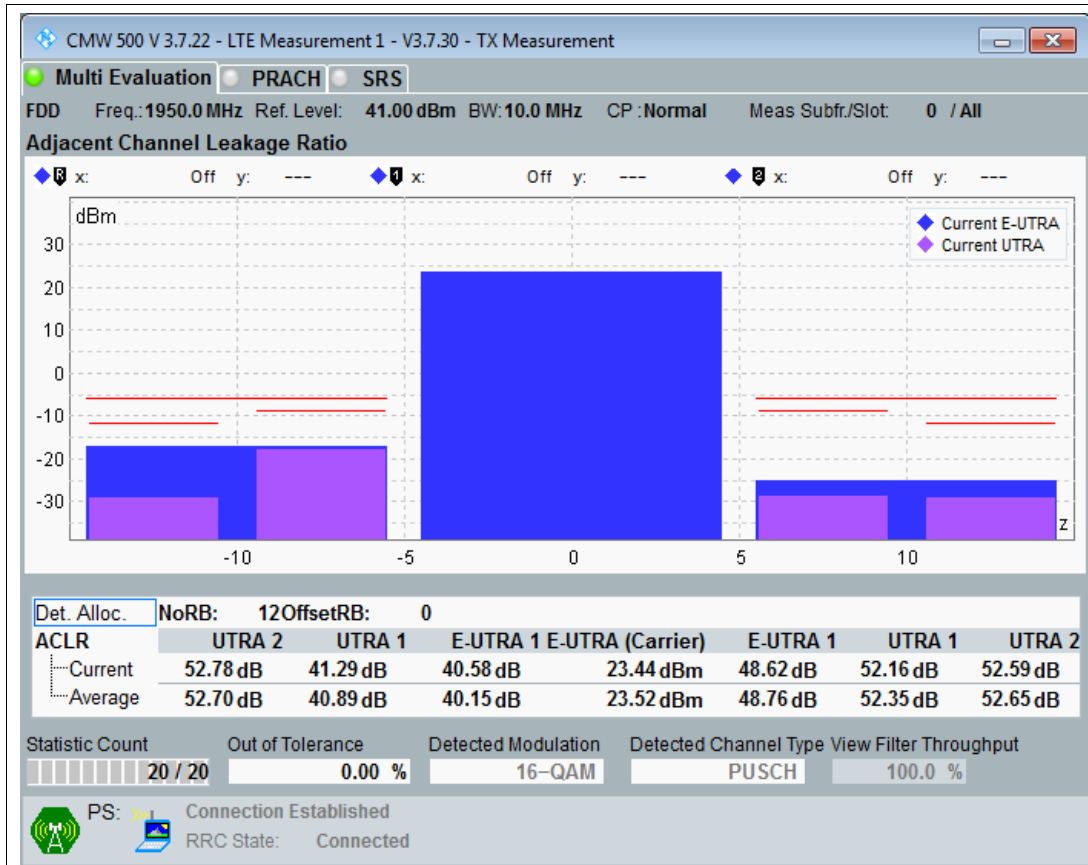 CMW 500 V 3.7.22 - LTE Measurement 1 - V3.7.30 - TX Measurement
Multi Evaluation PRACH SRS
FDD Freq.: 1950.0 MHz Ref. Level: 41.00 dBm BW: 10.0 MHz CP : Normal Meas Subfr./Slot: 0 / All
Adjacent Channel Leakage Ratio
R x: Off y: --- 1 x: Off y: --- 2 x: Off y: ---
dBm
Current E-UTRA
Current UTRA
30
20
10
0
-10
-20
-30
z
-10 -5 0 5 10
Det. Alloc. NoRB: 12 OffsetRB: 0
ACLR UTRA 2 UTRA 1 E-UTRA 1 E-UTRA (Carrier) E-UTRA 1 UTRA 1 UTRA 2
Current 52.78 dB 41.29 dB 40.58 dB 23.44 dBm 48.62 dB 52.16 dB 52.59 dB
Average 52.70 dB 40.89 dB 40.15 dB 23.52 dBm 48.76 dB 52.35 dB 52.65 dB
Statistic Count Out of Tolerance Detected Modulation Detected Channel Type View Filter Throughput
20 / 20 0.00 % 16-QAM PUSCH 100.0 %
PS: Connection Established
RRC State: Connected